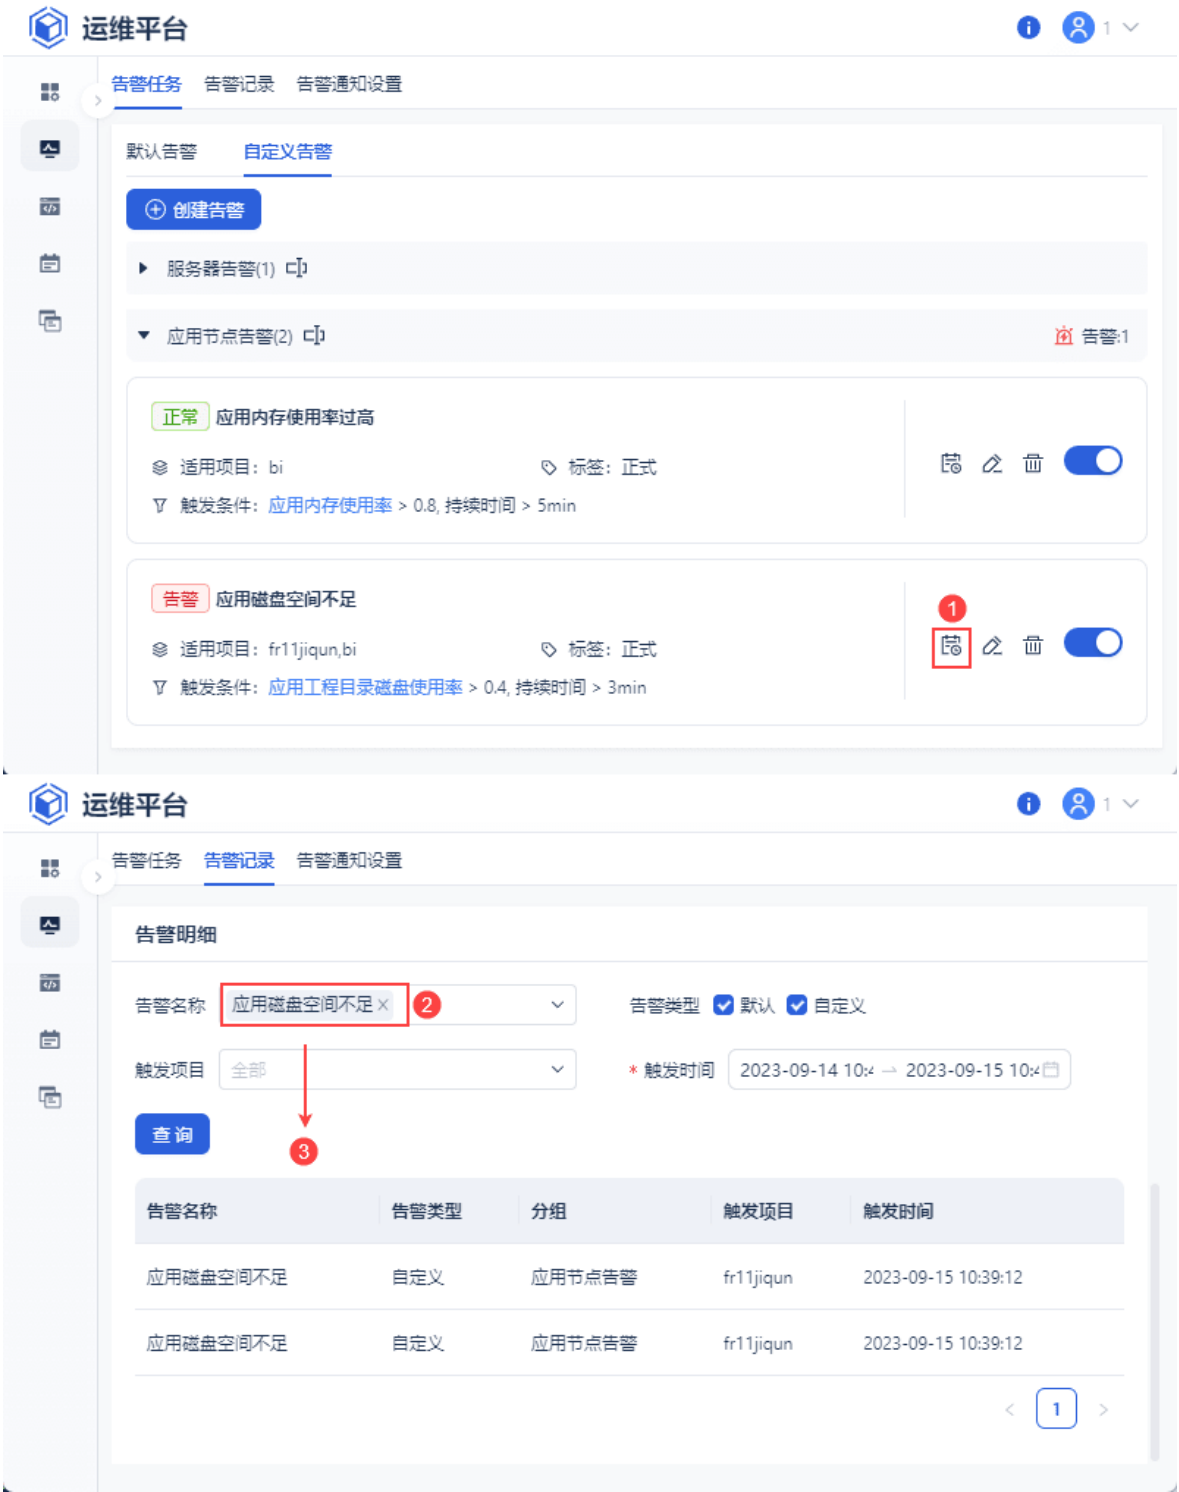 运维平台
1
告警任务 告警记录 告警通知设置
默认告警 自定义告警
创建告警
服务器告警(1)
应用节点告警(2) 告警:1
正常 应用内存使用率过高
适用项目: bi 标签: 正式
触发条件: 应用内存使用率 > 0.8, 持续时间 > 5min
告警 应用磁盘空间不足
1
适用项目: fr11jiqun,bi 标签: 正式
触发条件: 应用工程目录磁盘使用率 > 0.4, 持续时间 > 3min
运维平台
1
告警任务 告警记录 告警通知设置
告警明细
告警名称 应用磁盘空间不足 × 2 告警类型 默认 自定义
触发项目 全部 * 触发时间 2023-09-14 10:4 → 2023-09-15 10:4
查询
3
告警名称 告警类型 分组 触发项目 触发时间
应用磁盘空间不足 自定义 应用节点告警 fr11jiqun 2023-09-15 10:39:12
应用磁盘空间不足 自定义 应用节点告警 fr11jiqun 2023-09-15 10:39:12
< 1 >